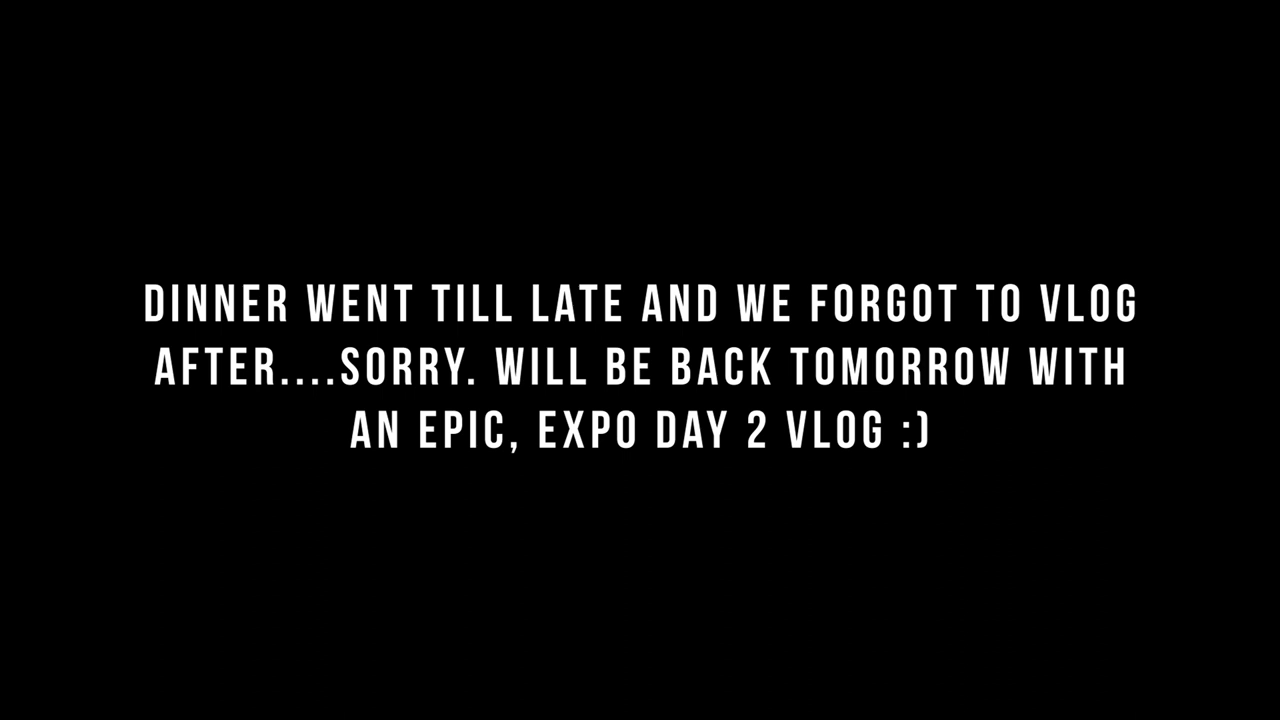 DINNER WENT TILL LATE AND WE FORGOT TO VLOG
AFTER....SORRY. WILL BE BACK TOMORROW WITH
AN EPIC, EXPO DAY 2 VLOG :)